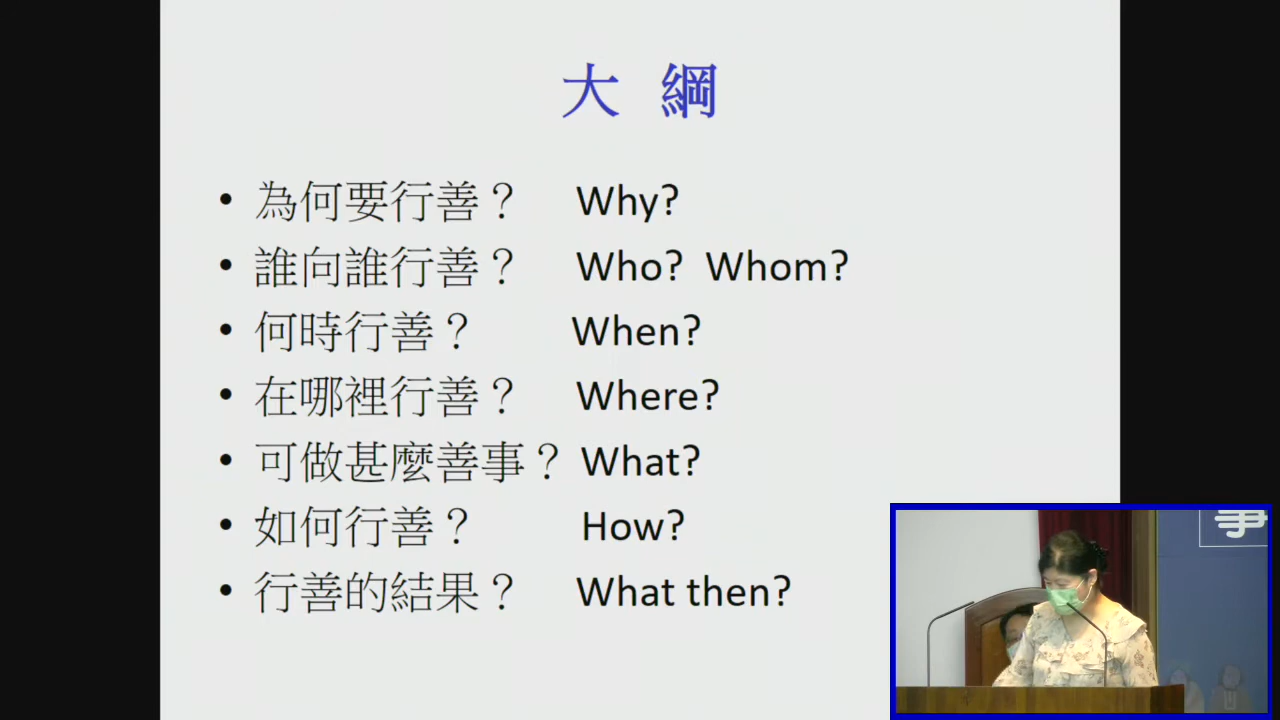 大 綱
• 為何要行善？ Why?
• 誰向誰行善？ Who? Whom?
• 何時行善？ When?
• 在哪裡行善？ Where?
• 可做甚麼善事？ What?
• 如何行善？ How?
• 行善的結果？ What then?
事